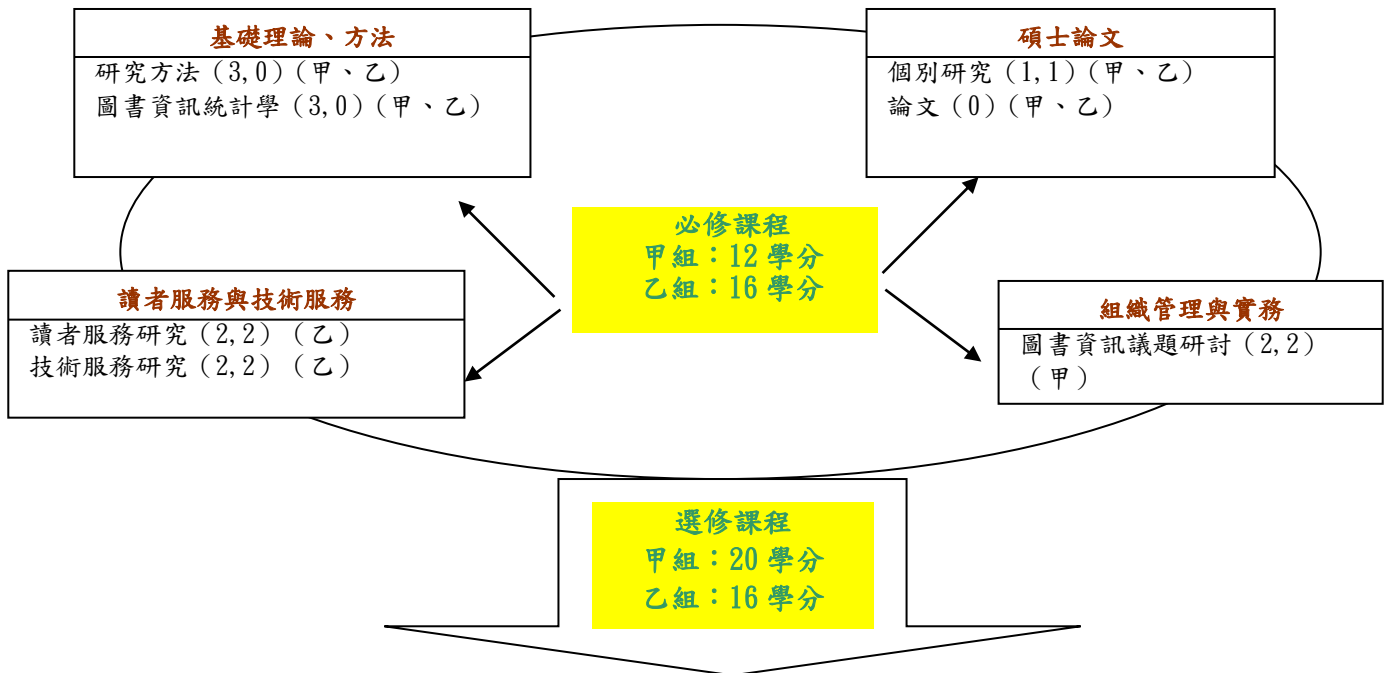 基礎理論、方法
研究方法（3,0）(甲、乙)
圖書資訊統計學（3,0）(甲、乙)
碩士論文
個別研究（1,1）(甲、乙)
論文（0）(甲、乙)
必修課程
甲組：12 學分
乙組：16 學分
讀者服務與技術服務
讀者服務研究（2,2）（乙）
技術服務研究（2,2）（乙）
組織管理與實務
圖書資訊議題研討（2,2）
（甲）
選修課程
甲組：20 學分
乙組：16 學分